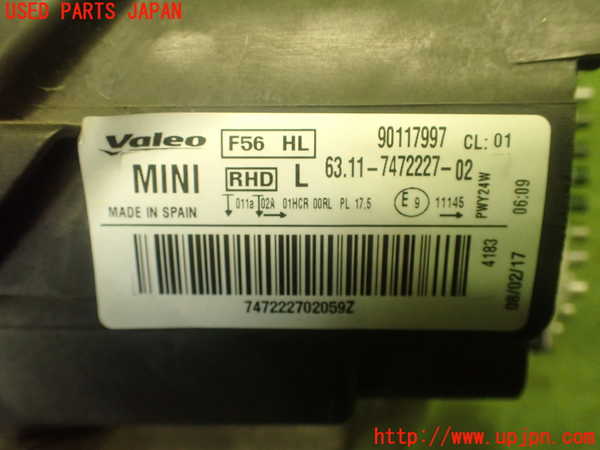 USED PARTS JAPAN
Valeo F56 HL 90117997 CL: 01
MINI RHD L 63.11-7472227-02
MADE IN SPAIN 011a 02A 01HCR 00RL PL 17.5 E 9 11145
PWY24W
4183
06:09
08/02/17
747222702059Z
http://www.upjpn.com/